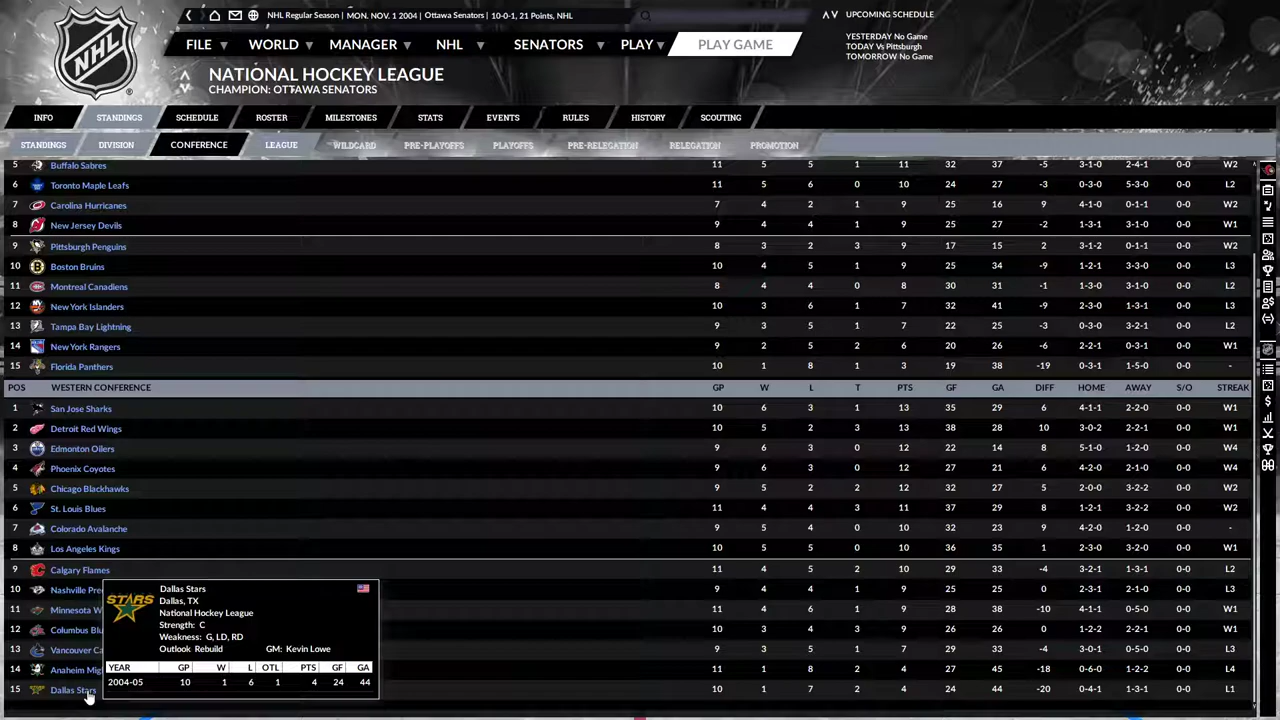 NHL Regular Season | MON. NOV. 1 2004 | Ottawa Senators | 10-0-1, 21 Points, NHL
UPCOMING SCHEDULE
YESTERDAY No Game
TODAY Vs Pittsburgh
TOMORROW No Game
FILE WORLD MANAGER NHL SENATORS PLAY PLAY GAME
NATIONAL HOCKEY LEAGUE
CHAMPION: OTTAWA SENATORS
INFO STANDINGS SCHEDULE ROSTER MILESTONES STATS EVENTS RULES HISTORY SCOUTING
STANDINGS DIVISION CONFERENCE LEAGUE WILDCARD PRE-PLAYOFFS PLAYOFFS PRE-RELEGATION RELEGATION PROMOTION
5 Buffalo Sabres 11 5 5 1 11 32 37 -5 3-1-0 2-4-1 0-0 W2
6 Toronto Maple Leafs 11 5 6 0 10 24 27 -3 0-3-0 5-3-0 0-0 L2
7 Carolina Hurricanes 7 4 2 1 9 25 16 9 4-1-0 0-1-1 0-0 W2
8 New Jersey Devils 9 4 4 1 9 25 27 -2 1-3-1 3-1-0 0-0 W1
9 Pittsburgh Penguins 8 3 2 3 9 17 15 2 3-1-2 0-1-1 0-0 W2
10 Boston Bruins 10 4 5 1 9 25 34 -9 1-2-1 3-3-0 0-0 L3
11 Montreal Canadiens 8 4 4 0 8 30 31 -1 1-3-0 3-1-0 0-0 L2
12 New York Islanders 10 3 6 1 7 32 41 -9 2-3-0 1-3-1 0-0 L3
13 Tampa Bay Lightning 9 3 5 1 7 22 25 -3 0-3-0 3-2-1 0-0 L2
14 New York Rangers 9 2 5 2 6 20 26 -6 2-2-1 0-3-1 0-0 W1
15 Florida Panthers 10 1 8 1 3 19 38 -19 0-3-1 1-5-0 0-0 -
POS WESTERN CONFERENCE GP W L T PTS GF GA DIFF HOME AWAY S/O STREAK
1 San Jose Sharks 10 6 3 1 13 35 29 6 4-1-1 2-2-0 0-0 W1
2 Detroit Red Wings 10 5 2 3 13 38 28 10 3-0-2 2-2-1 0-0 W1
3 Edmonton Oilers 9 6 3 0 12 22 14 8 5-1-0 1-2-0 0-0 W4
4 Phoenix Coyotes 9 6 3 0 12 27 21 6 4-2-0 2-1-0 0-0 W4
5 Chicago Blackhawks 9 5 2 2 12 32 27 5 2-0-0 3-2-2 0-0 W2
6 St. Louis Blues 11 4 4 3 11 37 29 8 1-2-1 3-2-2 0-0 W2
7 Colorado Avalanche 9 5 4 0 10 32 23 9 4-2-0 1-2-0 0-0 -
8 Los Angeles Kings 10 5 5 0 10 36 35 1 2-3-0 3-2-0 0-0 W1
9 Calgary Flames 11 4 5 2 10 29 33 -4 3-2-1 1-3-1 0-0 L2
10 Nashville Pre 9 4 4 1 9 25 25 0 2-3-1 2-1-0 0-0 L3
11 Minnesota W 11 4 6 1 9 28 38 -10 4-1-1 0-5-0 0-0 W1
12 Columbus Blu 10 3 4 3 9 26 26 0 1-2-2 2-2-1 0-0 W1
13 Vancouver Ca 9 3 5 1 7 29 33 -4 3-0-1 0-5-0 0-0 L3
14 Anaheim Mig 11 1 8 2 4 27 45 -18 0-6-0 1-2-2 0-0 L4
15 Dallas Stars 10 1 7 2 4 24 44 -20 0-4-1 1-3-1 0-0 L1
STARS
Dallas Stars
Dallas, TX
National Hockey League
Strength: C
Weakness: G, LD, RD
Outlook Rebuild GM: Kevin Lowe
YEAR GP W L OTL PTS GF GA
2004-05 10 1 6 1 4 24 44